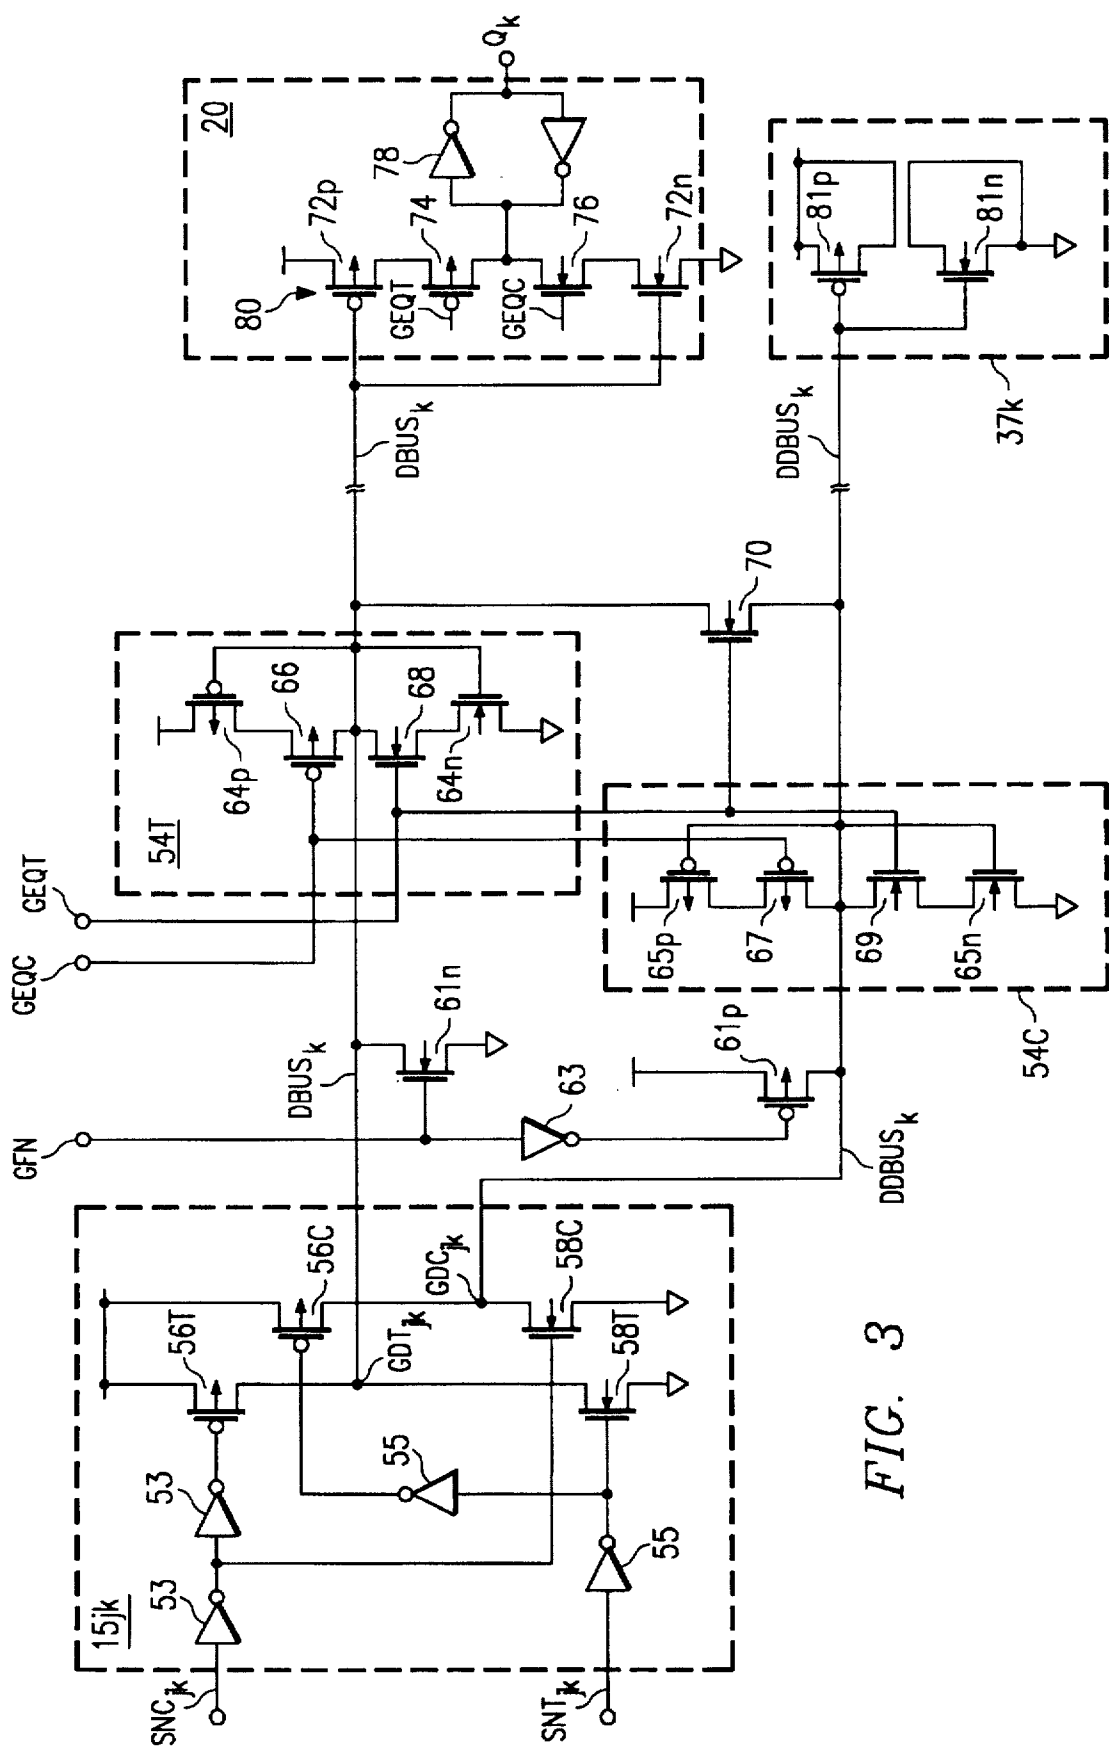 SNCjk
SNTjk
15jk
53
53
55
55
56T
56C
GDTjk
GDCjk
58C
58T
GFN
DBUSk
61n
63
61p
DDBUSk
GEQC
GEQT
54T
64p
66
68
64n
54C
65p
67
69
65n
70
DBUSk
DDBUSk
20
80
72p
74
GEQT
76
GEQC
72n
78
Qk
81p
81n
37k
FIG. 3